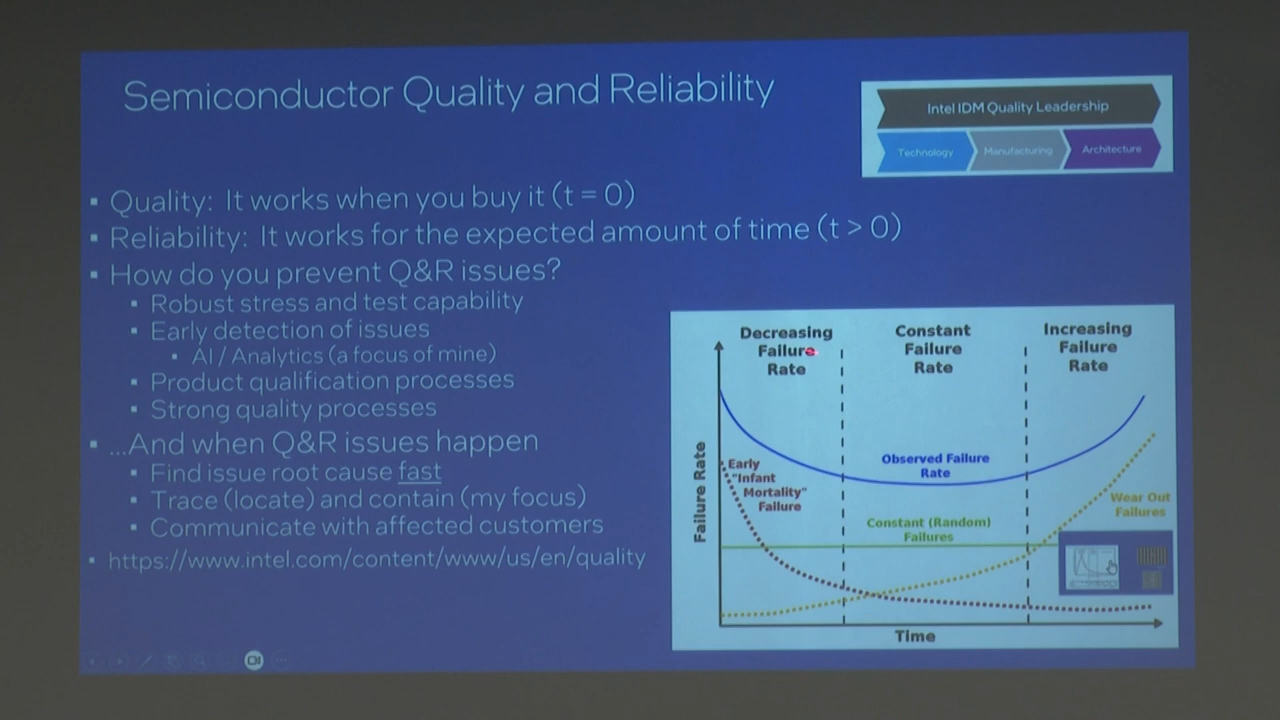 Semiconductor Quality and Reliability
Intel IDM Quality Leadership
Technology
Manufacturing
Architecture
▪ Quality: It works when you buy it (t = 0)
▪ Reliability: It works for the expected amount of time (t > 0)
▪ How do you prevent Q&R issues?
▪ Robust stress and test capability
▪ Early detection of issues
▪ AI / Analytics (a focus of mine)
▪ Product qualification processes
▪ Strong quality processes
▪ ...And when Q&R issues happen
▪ Find issue root cause fast
▪ Trace (locate) and contain (my focus)
▪ Communicate with affected customers
▪ https://www.intel.com/content/www/us/en/quality
Decreasing
Failure
Rate
Constant
Failure
Rate
Increasing
Failure
Rate
Failure Rate
Early
"Infant
Mortality"
Failure
Observed Failure
Rate
Constant (Random)
Failures
Wear Out
Failures
Time